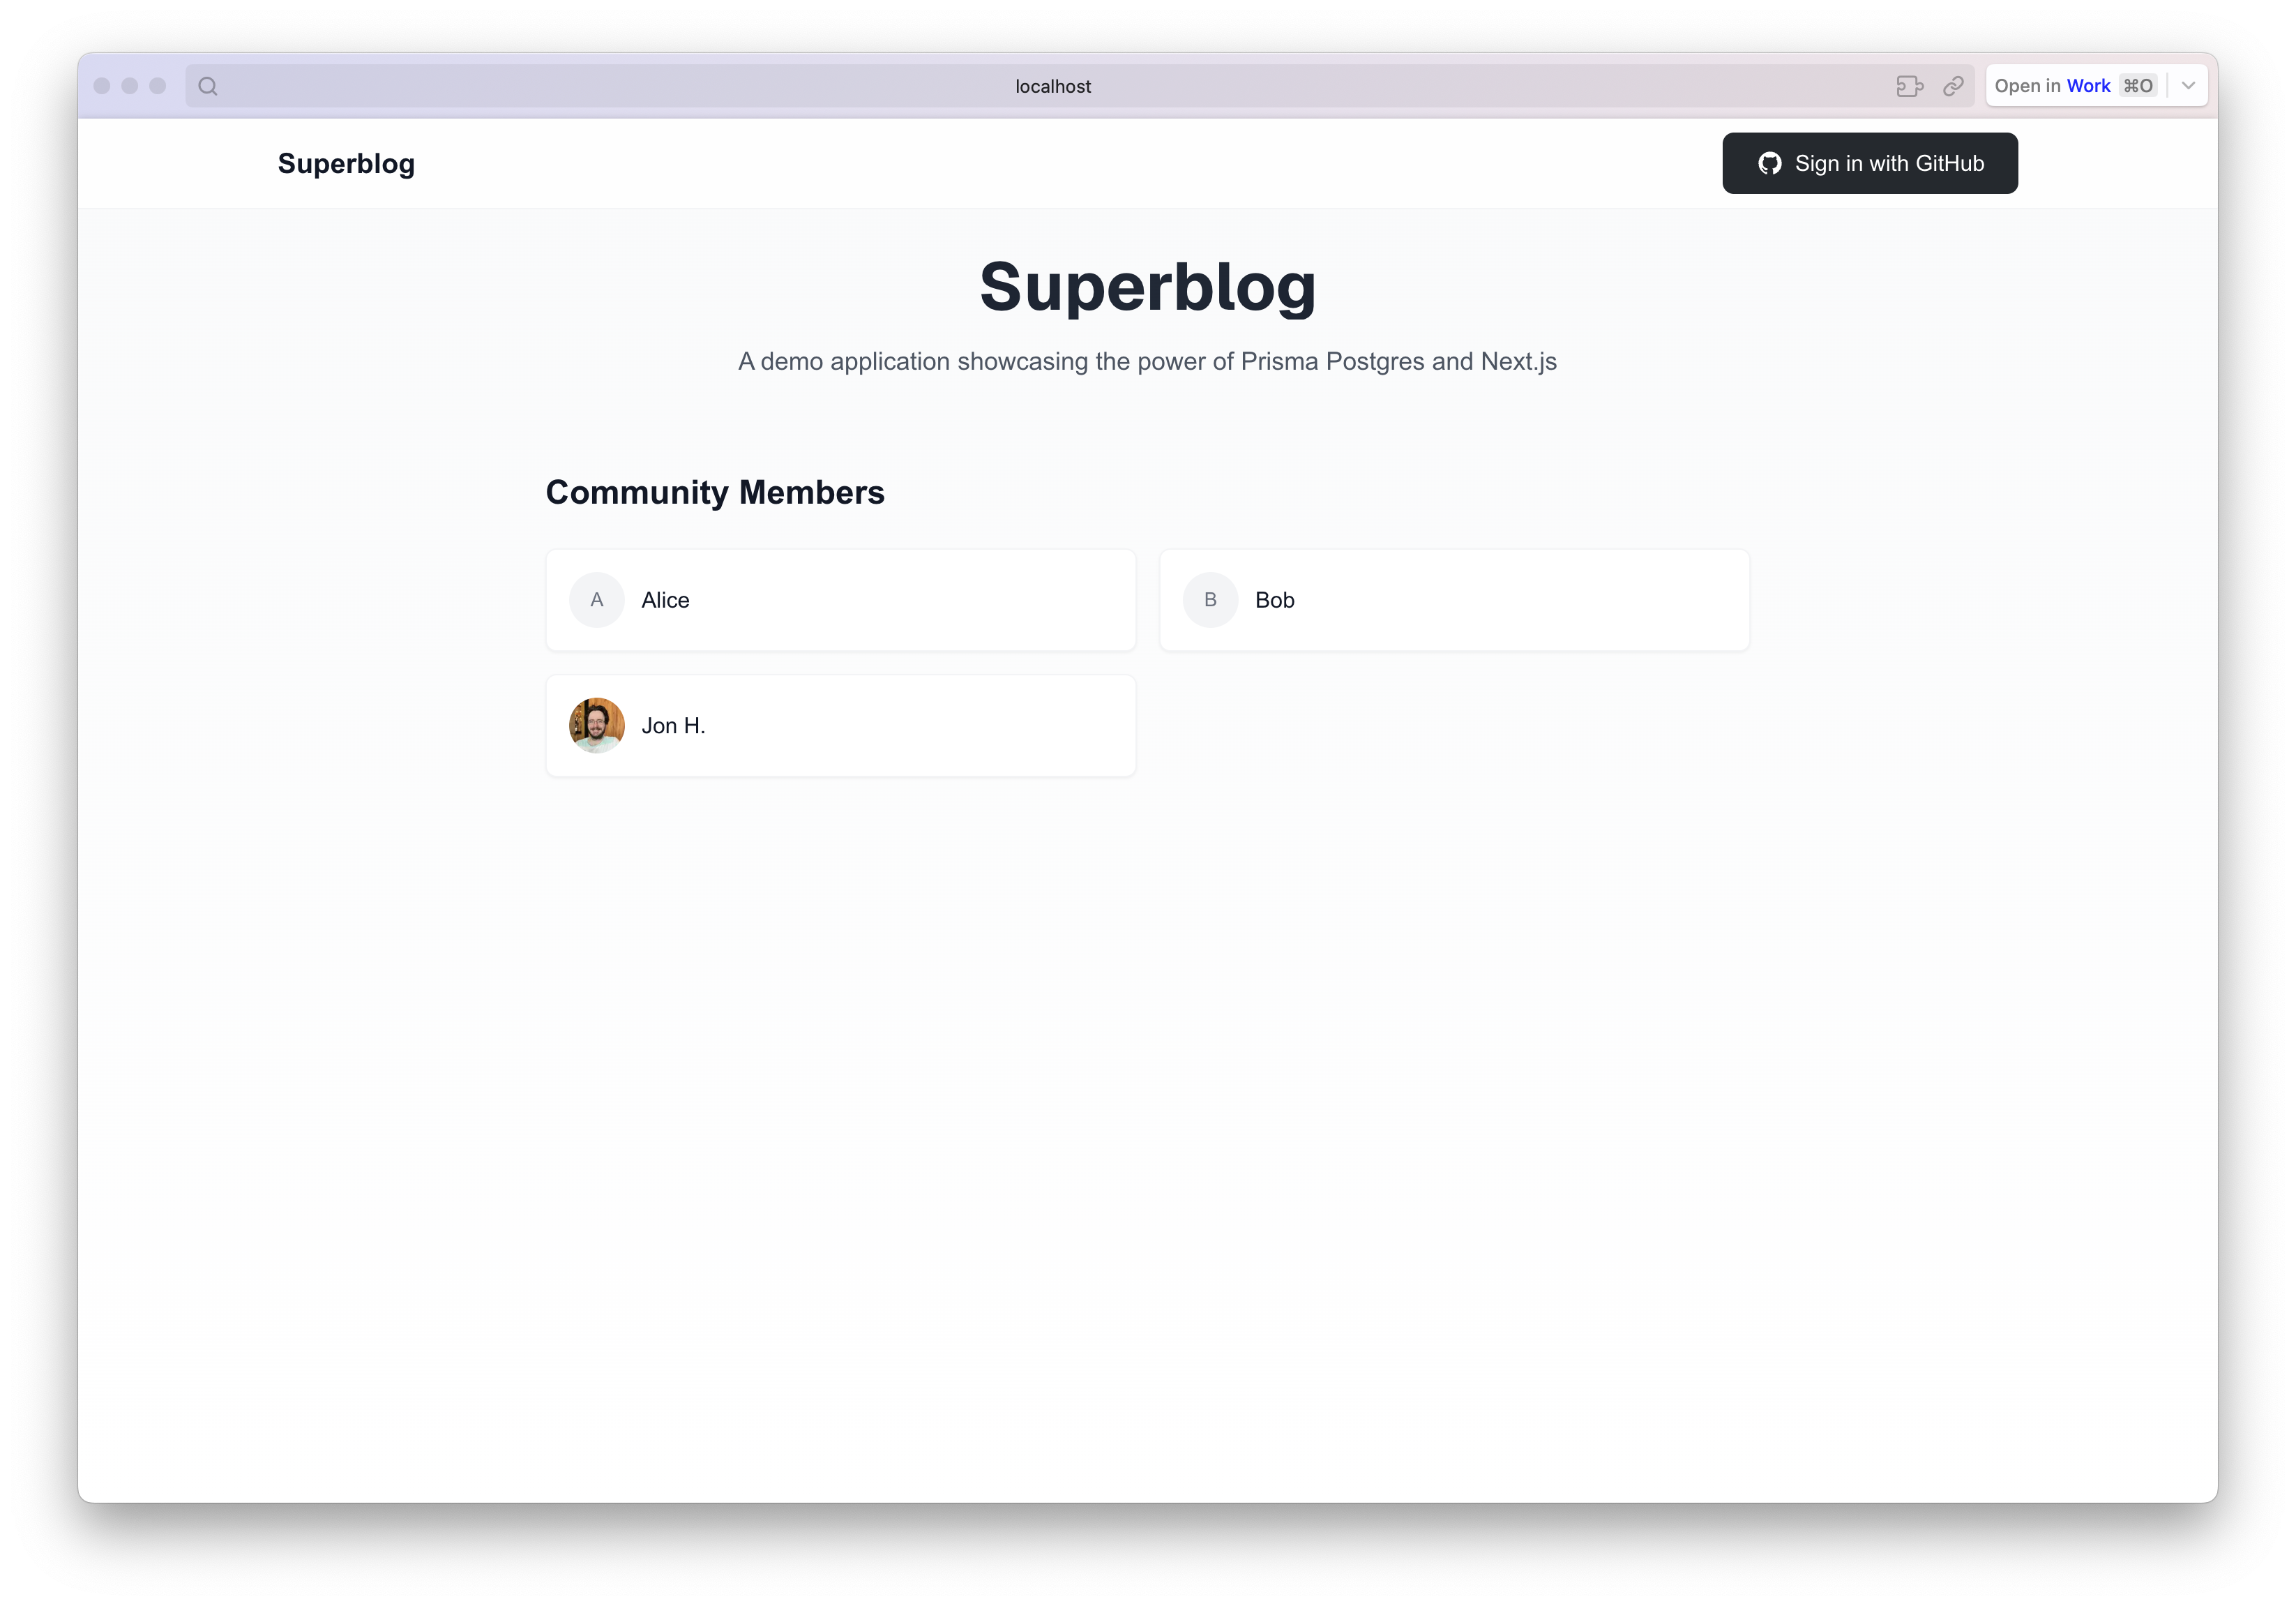 localhost
Open in Work ⌘O
Superblog
Sign in with GitHub
Superblog
A demo application showcasing the power of Prisma Postgres and Next.js
Community Members
A Alice
B Bob
Jon H.